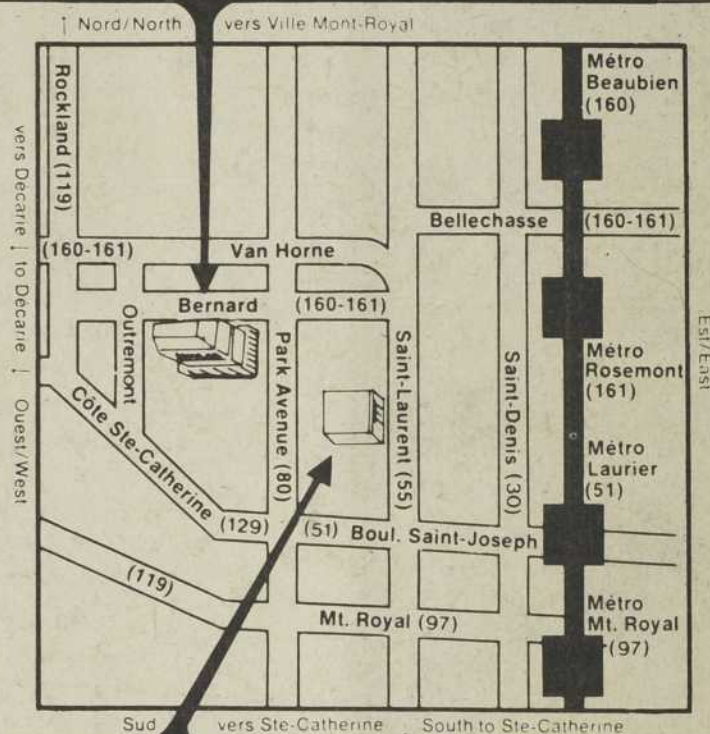 ↑ Nord/North vers Ville Mont-Royal
Rockland (119)
Métro
Beaubien
(160)
vers Décarie ↓ to Décarie ↓ Ouest/West
Bellechasse (160-161)
(160-161) Van Horne
Bernard (160-161)
Outremont
Park Avenue (80)
Saint-Laurent (55)
Saint-Denis (30)
Est/East
Métro
Rosemont
(161)
Côte Ste-Catherine
(129)
Métro
Laurier
(51)
(51) Boul. Saint-Joseph
(119)
Mt. Royal (97)
Métro
Mt. Royal
(97)
Sud vers Ste-Catherine South to Ste-Catherine